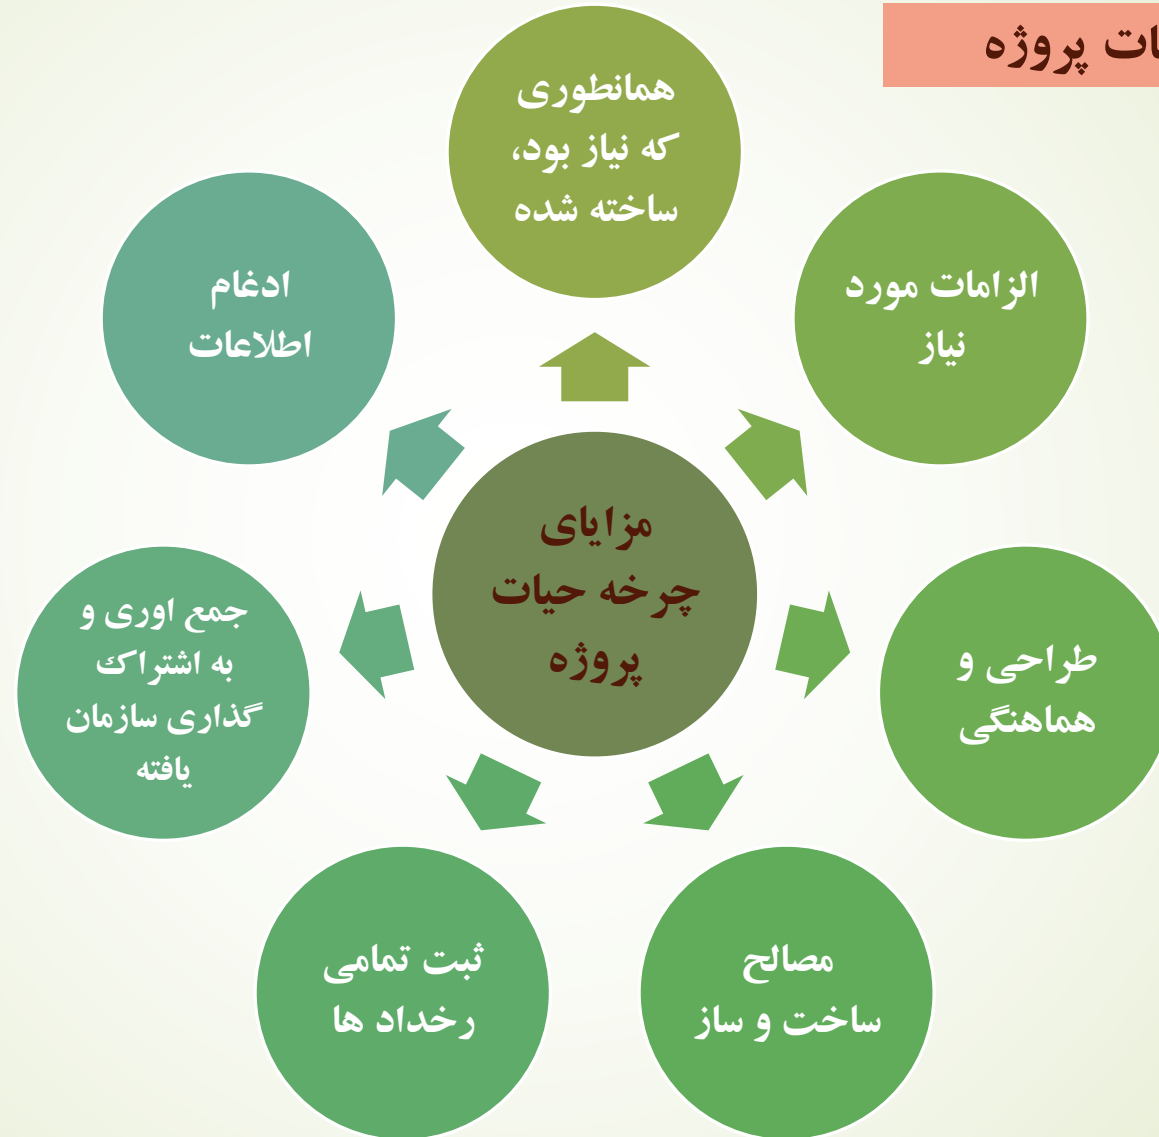 پروژه
همانطوری
که نیاز بود،
ساخته شده
الزامات مورد
نیاز
طراحی و
هماهنگی
مصالح
ساخت و ساز
ثبت تمامی
رخداد ها
جمع اوری و
به اشتراک
گذاری سازمان
یافته
ادغام
اطلاعات
مزایای
چرخه حیات
پروژه